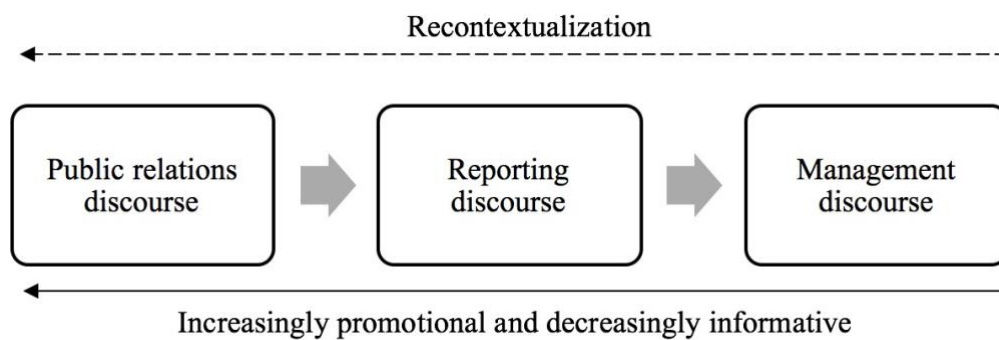 Recontextualization
Public relations
discourse
Reporting
discourse
Management
discourse
Increasingly promotional and decreasingly informative